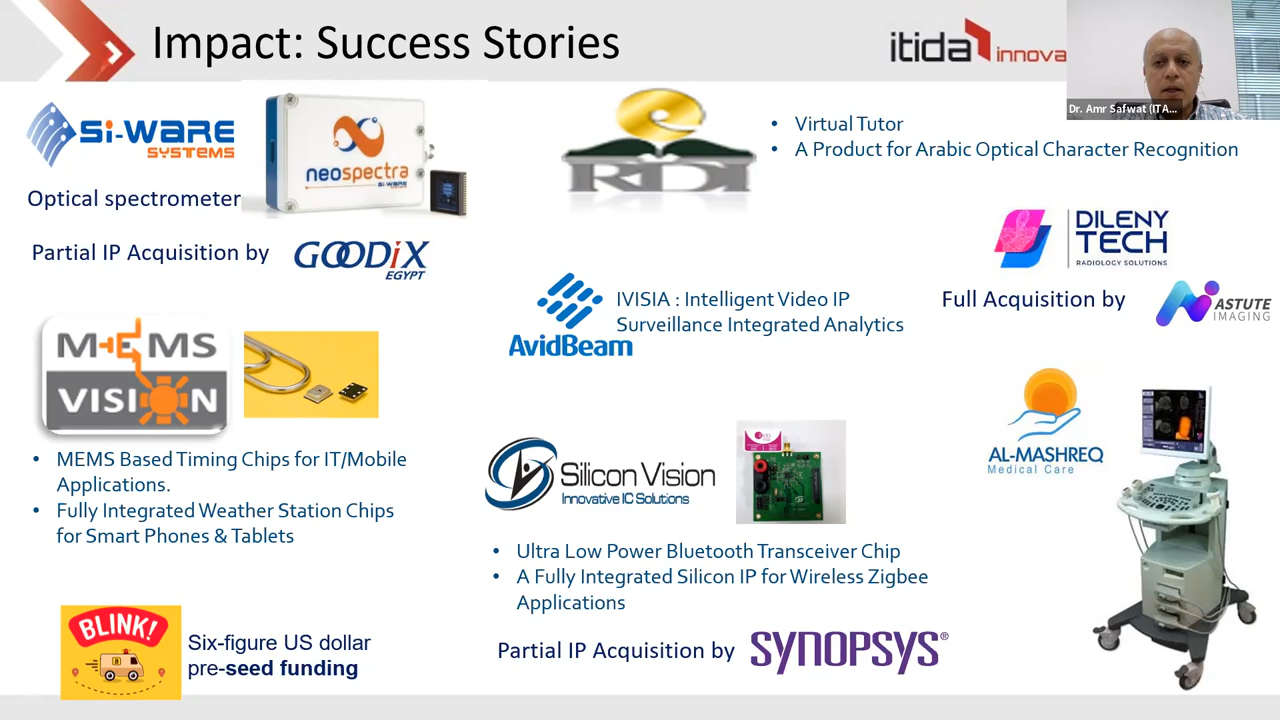 Impact: Success Stories
itida innova
Dr. Amr Safwat (ITA...
Si-WARE
SYSTEMS
neospectra
Si-WARE
SYSTEMS
Optical spectrometer
Partial IP Acquisition by
GOODiX
EGYPT
RDI
• Virtual Tutor
• A Product for Arabic Optical Character Recognition
DILENY
TECH
RADIOLOGY SOLUTIONS
Full Acquisition by
ASTUTE
IMAGING
AvidBeam
IVISIA : Intelligent Video IP
Surveillance Integrated Analytics
MEMS
VISION
• MEMS Based Timing Chips for IT/Mobile
Applications.
• Fully Integrated Weather Station Chips
for Smart Phones & Tablets
Silicon Vision
Innovative IC Solutions
• Ultra Low Power Bluetooth Transceiver Chip
• A Fully Integrated Silicon IP for Wireless Zigbee
Applications
Partial IP Acquisition by
SYNOPSYS®
AL-MASHREQ
Medical Care
BLINK!
Six-figure US dollar
pre-seed funding